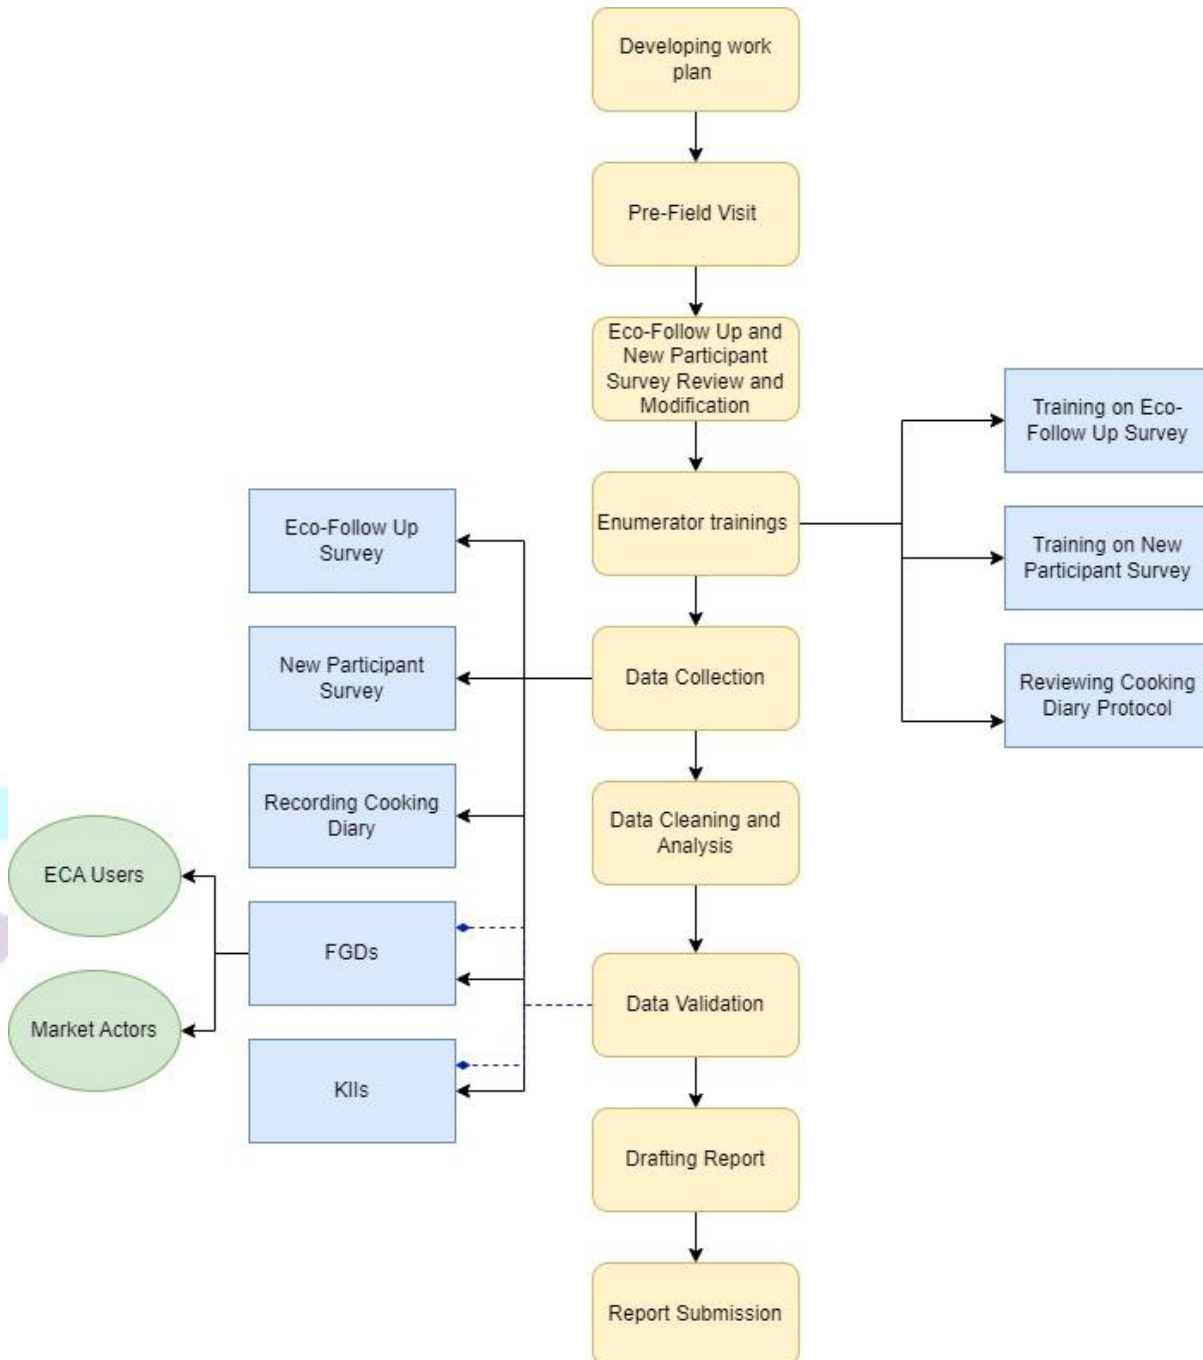 Developing work
plan
Pre-Field Visit
Eco-Follow Up and
New Participant
Survey Review and
Modification
Training on Eco-
Follow Up Survey
Enumerator trainings
Eco-Follow Up
Survey
Training on New
Participant Survey
New Participant
Survey
Data Collection
Reviewing Cooking
Diary Protocol
Recording Cooking
Diary
Data Cleaning and
Analysis
ECA Users
FGDs
Data Validation
Market Actors
KIIs
Drafting Report
Report Submission